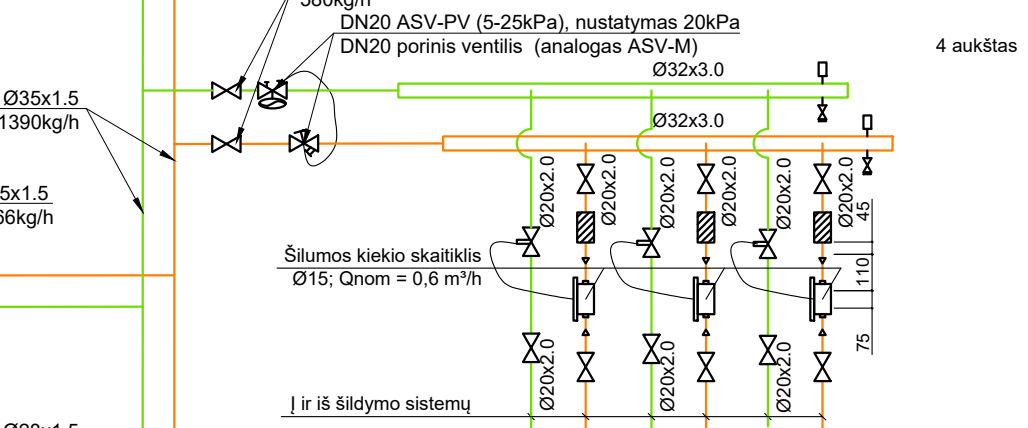 580kg/h
DN20 ASV-PV (5-25kPa), nustatymas 20kPa
DN20 porinis ventilis (analogas ASV-M)
4 aukštas
Ø32x3.0
Ø35x1.5
1390kg/h
Ø32x3.0
5x1.5
66kg/h
Ø20x2.0
Ø20x2.0
Ø20x2.0
Ø20x2.0
Ø20x2.0
Ø20x2.0
45
110
75
Šilumos kiekio skaitiklis
Ø15; Qnom = 0,6 m³/h
Ø20x2.0
Ø20x2.0
Ø20x2.0
Į ir iš šildymo sistemų